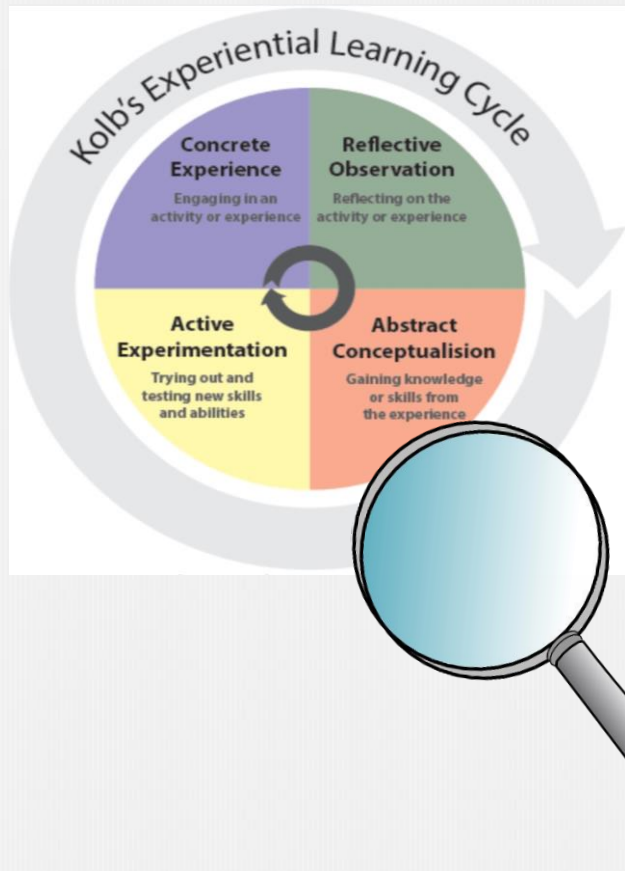 Kolb's Experiential Learning Cycle
Concrete
Experience
Engaging in an
activity or experience
Reflective
Observation
Reflecting on the
activity or experience
Active
Experimentation
Trying out and
testing new skills
and abilities
Abstract
Conceptualision
Gaining knowledge
or skills from
the experience